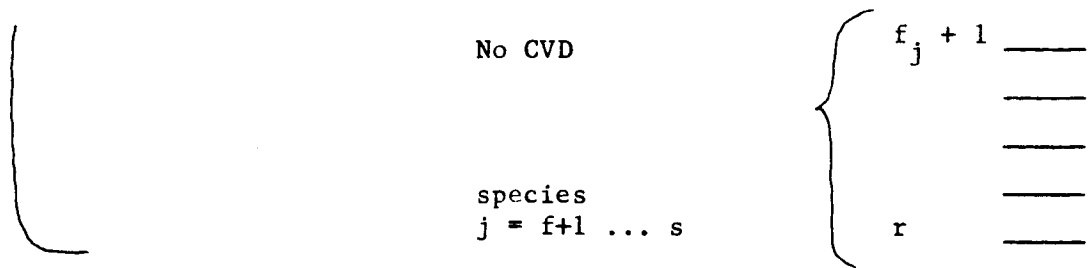 No CVD
f_j + 1
species
j = f+1 ... s
r